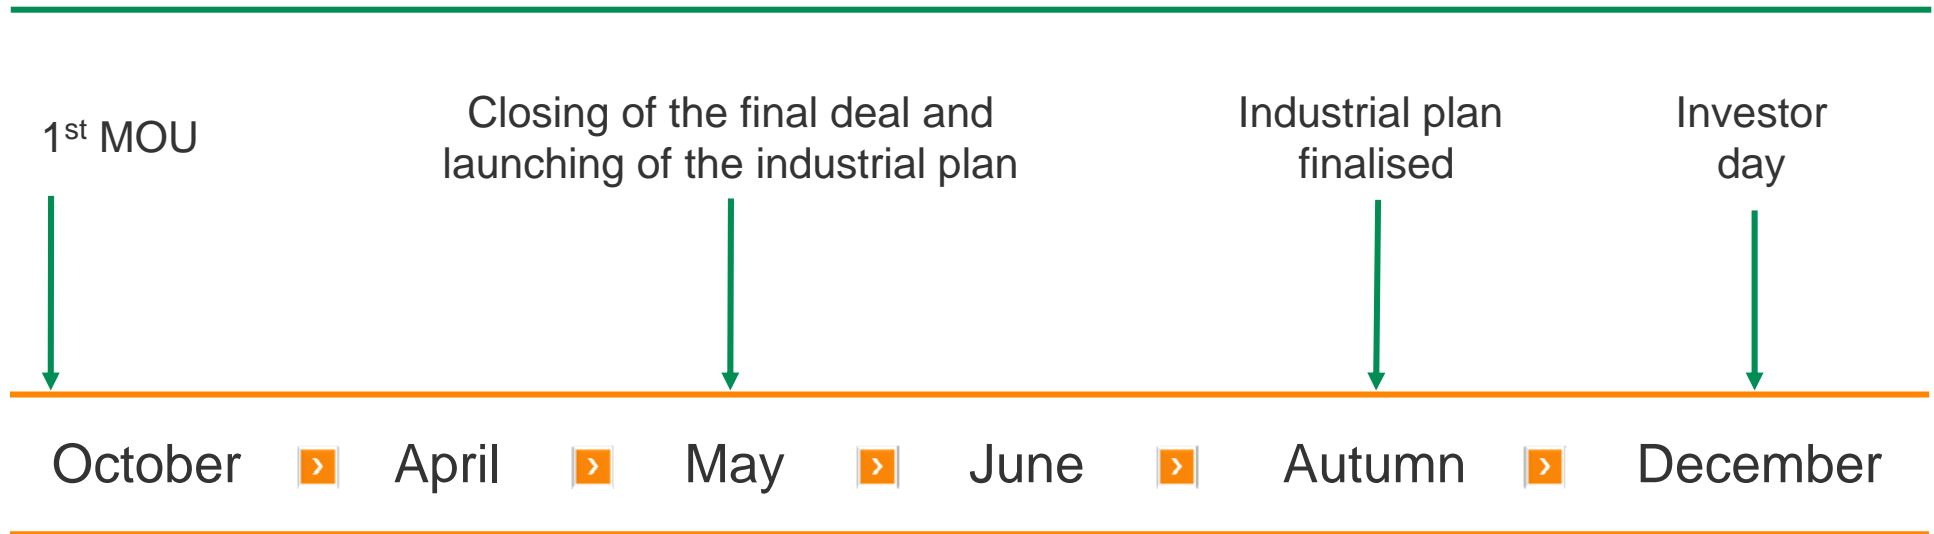 1st MOU
Closing of the final deal and
launching of the industrial plan
Industrial plan
finalised
Investor
day
October › April › May › June › Autumn › December